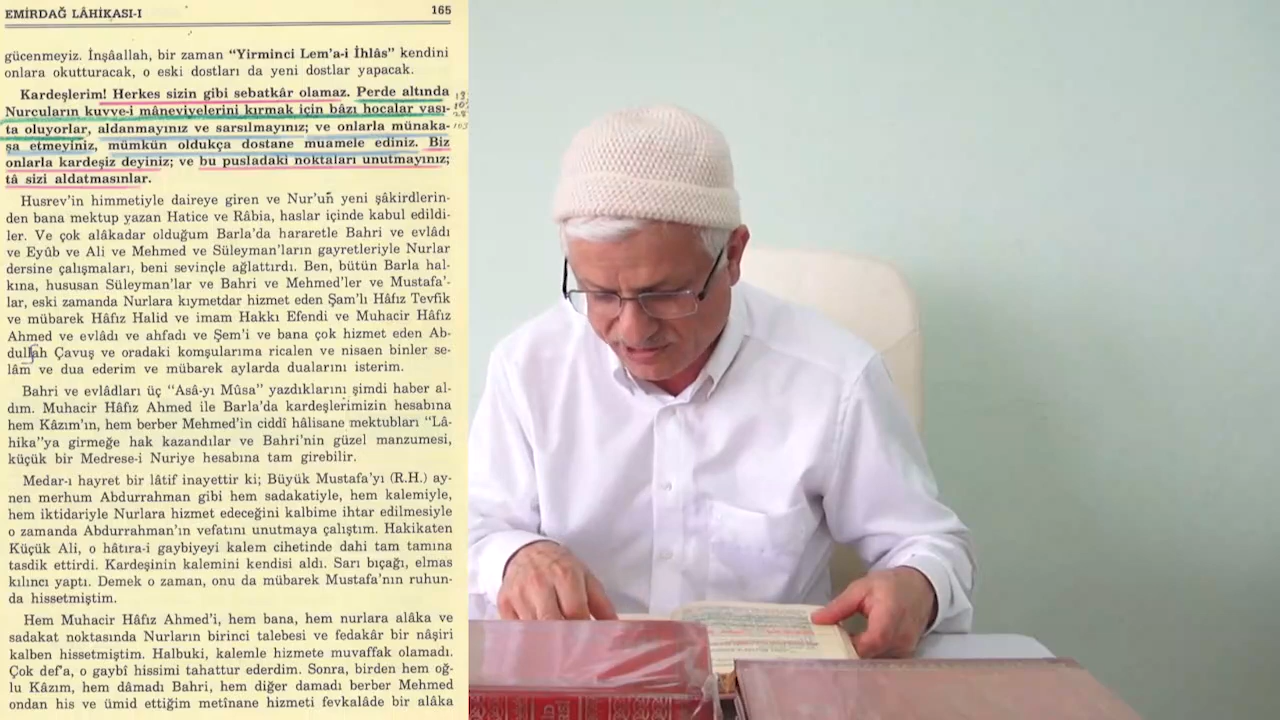 EMİRDAĞ LÂHİKASI-I 165
gücenmeyiz. İnşâallah, bir zaman “Yirminci Lem’a-i İhlâs” kendini
onlara okutturacak, o eski dostları da yeni dostlar yapacak.
Kardeşlerim! Herkes sizin gibi sebatkâr olamaz. Perde altında
Nurcuların kuvve-i mâneviyelerini kırmak için bâzı hocalar vası-
ta oluyorlar, aldanmayınız ve sarsılmayınız; ve onlarla münaka-
şa etmeyiniz, mümkün oldukça dostane muamele ediniz. Biz
onlarla kardeşiz deyiniz; ve bu pusladaki noktaları unutmayınız;
tâ sizi aldatmasınlar.
Husrev’in himmetiyle daireye giren ve Nur’un yeni şâkirdlerin-
den bana mektup yazan Hatice ve Râbia, haslar içinde kabul edildi-
ler. Ve çok alâkadar olduğum Barla’da hararetle Bahri ve evlâdı
ve Eyûb ve Ali ve Mehmed ve Süleyman’ların gayretleriyle Nurlar
dersine çalışmaları, beni sevinçle ağlattırdı. Ben, bütün Barla hal-
kına, hususan Süleyman’lar ve Bahri ve Mehmed’ler ve Mustafa’-
lar, eski zamanda Nurlara kıymetdar hizmet eden Şam’lı Hâfız Tevfik
ve mübarek Hâfız Halid ve imam Hakkı Efendi ve Muhacir Hâfız
Ahmed ve evlâdı ve ahfadı ve Şem’i ve bana çok hizmet eden Ab-
dullah Çavuş ve oradaki komşularıma ricalen ve nisaen binler se-
lâm ve dua ederim ve mübarek aylarda dualarını isterim.
Bahri ve evlâdları üç “Asâ-yı Mûsa” yazdıklarını şimdi haber al-
dım. Muhacir Hâfız Ahmed ile Barla’da kardeşlerimizin hesabına
hem Kâzım’ın, hem berber Mehmed’in ciddî hâlisane mektubları “Lâ-
hika”ya girmeğe hak kazandılar ve Bahri’nin güzel manzumesi,
küçük bir Medrese-i Nuriye hesabına tam girebilir.
Medar-ı hayret bir lâtif inayettir ki; Büyük Mustafa’yı (R.H.) ay-
nen merhum Abdurrahman gibi hem sadakatiyle, hem kalemiyle,
hem iktidariyle Nurlara hizmet edeceğini kalbime ihtar edilmesiyle
o zamanda Abdurrahman’ın vefatını unutmaya çalıştım. Hakikaten
Küçük Ali, o hâtıra-i gaybiyeyi kalem cihetinde dahi tam tamına
tasdik ettirdi. Kardeşinin kalemini kendisi aldı. Sarı bıçağı, elmas
kılıncı yaptı. Demek o zaman, onu da mübarek Mustafa’nın ruhun-
da hissetmiştim.
Hem Muhacir Hâfız Ahmed’i, hem bana, hem nurlara alâka ve
sadakat noktasında Nurların birinci talebesi ve fedakâr bir nâşiri
kalben hissetmiştim. Halbuki, kalemle hizmete muvaffak olamadı.
Çok def’a, o gaybî hissimi tahattur ederdim. Sonra, birden hem oğ-
lu Kâzım, hem dâmadı Bahri, hem diğer damadı berber Mehmed
ondan his ve ümid ettiğim metînane hizmeti fevkalâde bir alâka